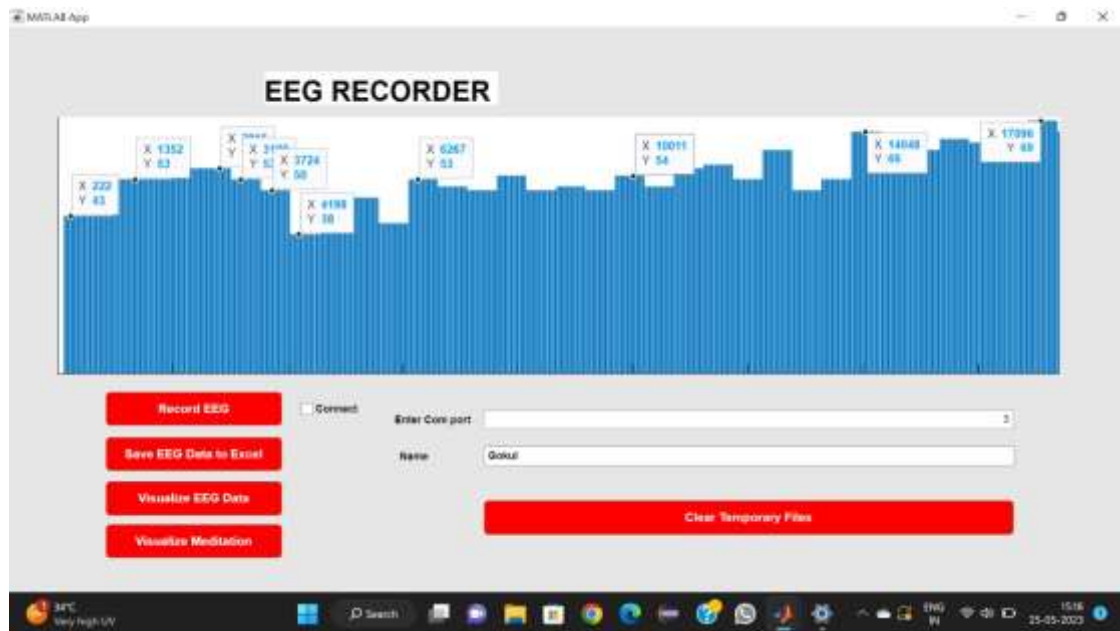 MATLAB App
EEG RECORDER
X 222
Y 43
X 1352
Y 53
X
Y
X
Y
X 3724
Y 50
X 4198
Y 38
X 6267
Y 53
X 10011
Y 54
X 14048
Y
X 17096
Y 69
Record EEG
Connect
Enter Com port
3
Save EEG Data to Excel
Name
Gokul
Visualize EEG Data
Clear Temporary Files
Visualize Meditation
34°C
Very high UV
Search
ENG
IN
15:16
25-05-2023